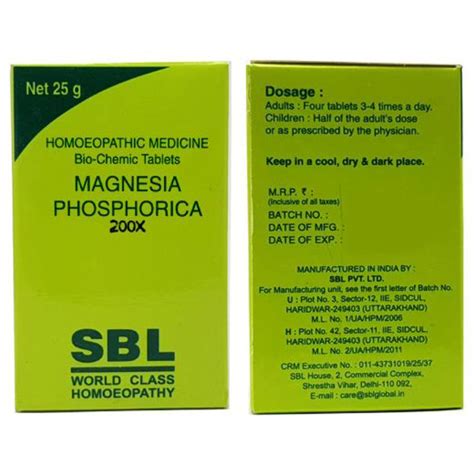 Net 25 g
HOMOEOPATHIC MEDICINE
Bio-Chemic Tablets
MAGNESIA
PHOSPHORICA
200X
SBL
WORLD CLASS
HOMOEOPATHY
Dosage :
Adults : Four tablets 3-4 times a day.
Children : Half of the adult's dose
or as prescribed by the physician.
Keep in a cool, dry & dark place.
M.R.P. ₹ :
(Inclusive of all taxes)
BATCH NO. :
DATE OF MFG. :
DATE OF EXP. :
MANUFACTURED IN INDIA BY :
SBL PVT. LTD.
For Manufacturing unit, see the first letter of Batch No.
U : Plot No. 3, Sector-12, IIE, SIDCUL,
HARIDWAR-249403 (UTTARAKHAND)
M.L. No. 1/UA/HPM/2006
H : Plot No. 42, Sector-11, IIE, SIDCUL,
HARIDWAR-249403 (UTTARAKHAND)
M.L. No. 2/UA/HPM/2011
CRM Executive No. : 011-43731019/25/37
SBL House, 2, Commercial Complex,
Shrestha Vihar, Delhi-110 092,
E-mail : care@sblglobal.in